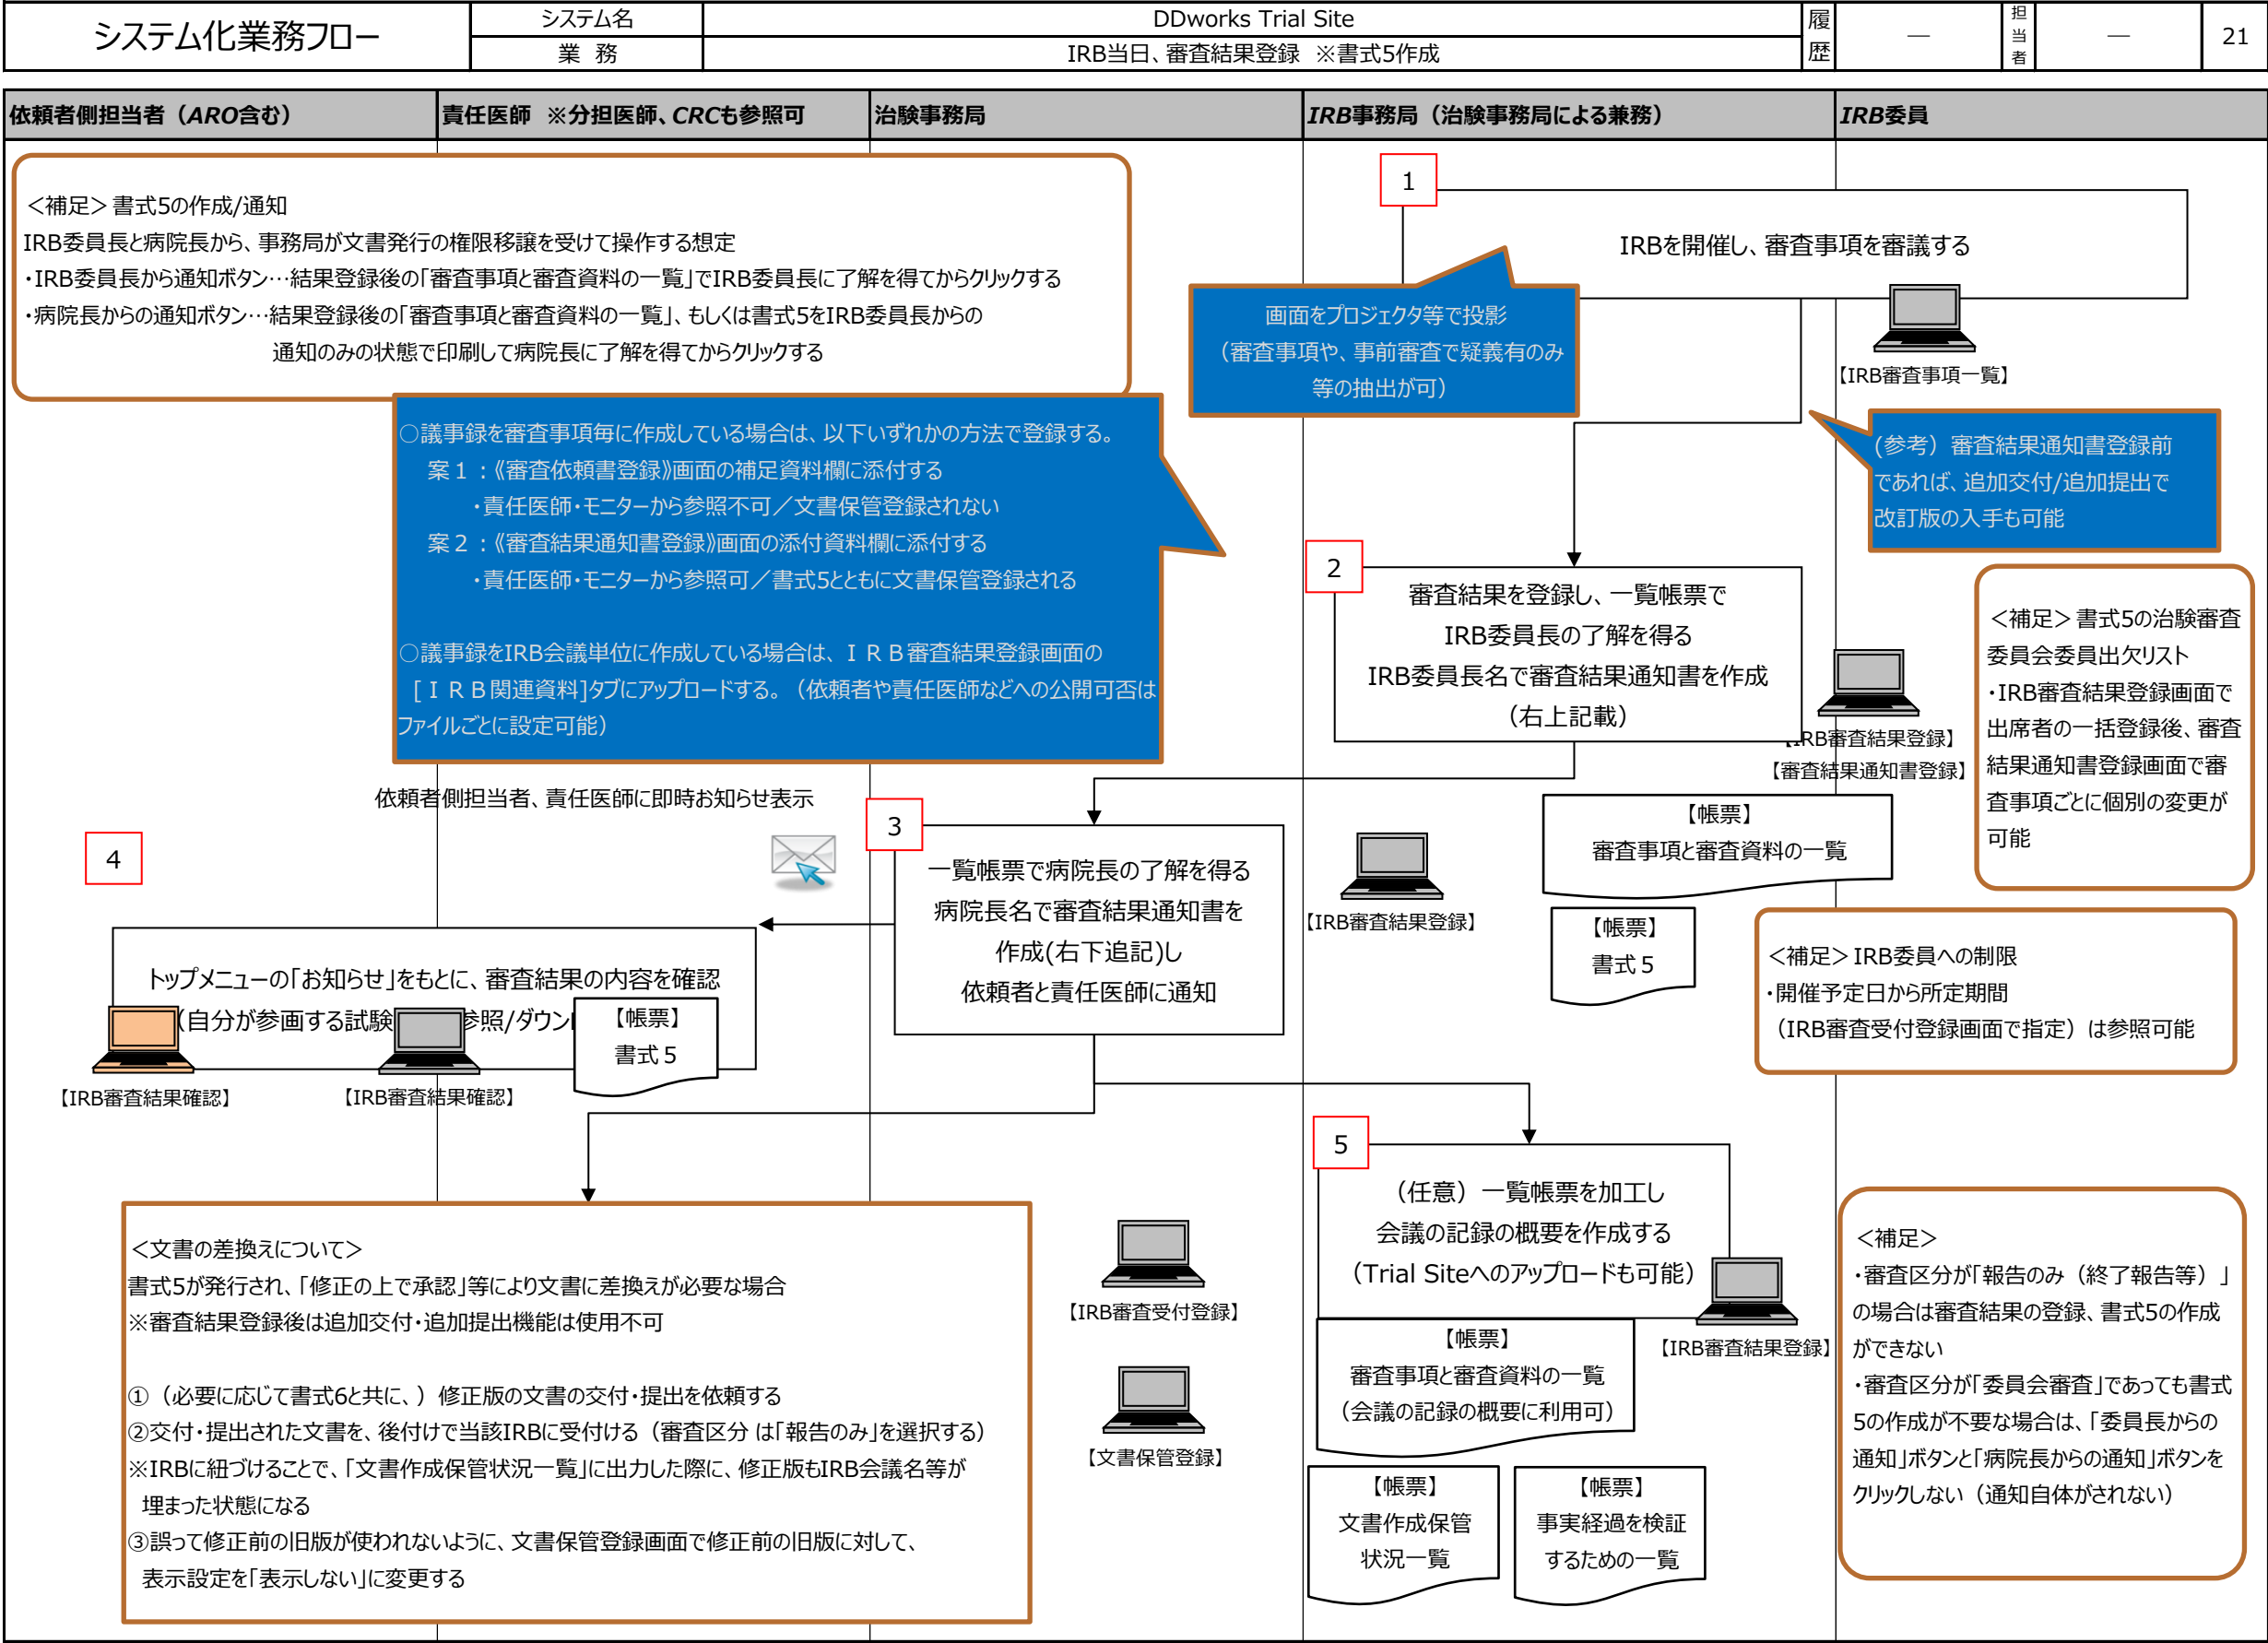 システム化業務フロー
システム名
DDworks Trial Site
業 務
IRB当日、審査結果登録 ※書式5作成
履歴
―
担当者
―
21
依頼者側担当者（ARO含む）
責任医師 ※分担医師、CRCも参照可
治験事務局
IRB事務局（治験事務局による兼務）
IRB委員
＜補足＞書式5の作成/通知
IRB委員長と病院長から、事務局が文書発行の権限移譲を受けて操作する想定
・IRB委員長から通知ボタン…結果登録後の「審査事項と審査資料の一覧」でIRB委員長に了解を得てからクリックする
・病院長からの通知ボタン…結果登録後の「審査事項と審査資料の一覧」、もしくは書式5をIRB委員長からの
通知のみの状態で印刷して病院長に了解を得てからクリックする
1
IRBを開催し、審査事項を審議する
画面をプロジェクタ等で投影
（審査事項や、事前審査で疑義有のみ
等の抽出が可）
【IRB審査事項一覧】
(参考）審査結果通知書登録前
であれば、追加交付/追加提出で
改訂版の入手も可能
○議事録を審査事項毎に作成している場合は、以下いずれかの方法で登録する。
案１：《審査依頼書登録》画面の補足資料欄に添付する
・責任医師・モニターから参照不可／文書保管登録されない
案２：《審査結果通知書登録》画面の添付資料欄に添付する
・責任医師・モニターから参照可／書式5とともに文書保管登録される
○議事録をIRB会議単位に作成している場合は、ＩＲＢ審査結果登録画面の
[ＩＲＢ関連資料]タブにアップロードする。（依頼者や責任医師などへの公開可否は
ファイルごとに設定可能）
2
審査結果を登録し、一覧帳票で
IRB委員長の了解を得る
IRB委員長名で審査結果通知書を作成
（右上記載）
【IRB審査結果登録】
【審査結果通知書登録】
＜補足＞書式5の治験審査
委員会委員出欠リスト
・IRB審査結果登録画面で
出席者の一括登録後、審査
結果通知書登録画面で審
査事項ごとに個別の変更が
可能
依頼者側担当者、責任医師に即時お知らせ表示
3
一覧帳票で病院長の了解を得る
病院長名で審査結果通知書を
作成(右下追記)し
依頼者と責任医師に通知
【IRB審査結果登録】
【帳票】
審査事項と審査資料の一覧
【帳票】
書式５
＜補足＞IRB委員への制限
・開催予定日から所定期間
（IRB審査受付登録画面で指定）は参照可能
4
トップメニューの「お知らせ」をもとに、審査結果の内容を確認
（自分が参画する試験
参照/ダウン
【帳票】
書式５
【IRB審査結果確認】
【IRB審査結果確認】
5
（任意）一覧帳票を加工し
会議の記録の概要を作成する
（Trial Siteへのアップロードも可能）
【IRB審査結果登録】
【帳票】
審査事項と審査資料の一覧
（会議の記録の概要に利用可）
【帳票】
文書作成保管
状況一覧
【帳票】
事実経過を検証
するための一覧
＜文書の差換えについて＞
書式5が発行され、「修正の上で承認」等により文書に差換えが必要な場合
※審査結果登録後は追加交付・追加提出機能は使用不可
①（必要に応じて書式6と共に、）修正版の文書の交付・提出を依頼する
②交付・提出された文書を、後付けで当該IRBに受付ける（審査区分 は「報告のみ」を選択する）
※IRBに紐づけることで、「文書作成保管状況一覧」に出力した際に、修正版もIRB会議名等が
埋まった状態になる
③誤って修正前の旧版が使われないように、文書保管登録画面で修正前の旧版に対して、
表示設定を「表示しない」に変更する
【IRB審査受付登録】
【文書保管登録】
＜補足＞
・審査区分が「報告のみ（終了報告等）」
の場合は審査結果の登録、書式5の作成
ができない
・審査区分が「委員会審査」であっても書式
5の作成が不要な場合は、「委員長からの
通知」ボタンと「病院長からの通知」ボタンを
クリックしない（通知自体がされない）